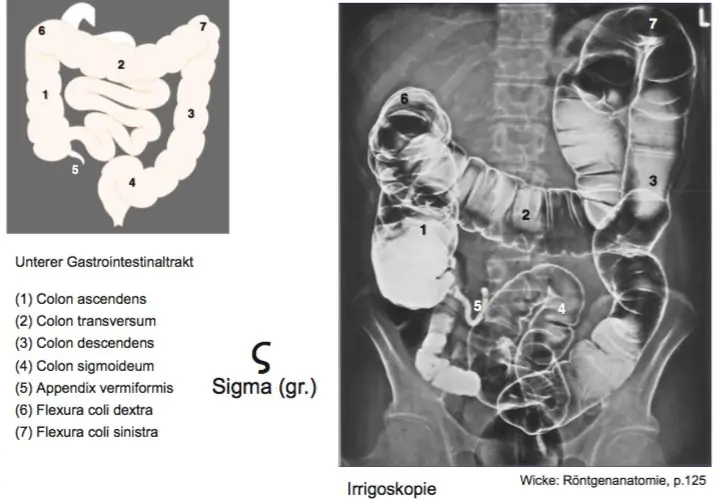 6
7
2
1
3
5
4
Unterer Gastrointestinaltrakt
(1) Colon ascendens
(2) Colon transversum
(3) Colon descendens
(4) Colon sigmoideum
(5) Appendix vermiformis
(6) Flexura coli dextra
(7) Flexura coli sinistra
ς
Sigma (gr.)
7
L
6
3
2
1
5
4
Irrigoskopie
Wicke: Röntgenanatomie, p.125